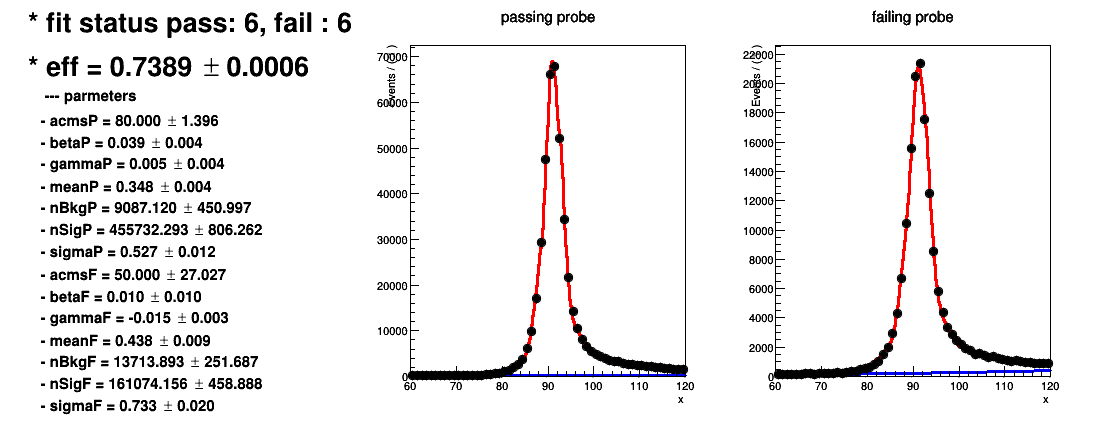 * fit status pass: 6, fail : 6
* eff = 0.7389 ± 0.0006
--- parmeters
- acmsP = 80.000 ± 1.396
- betaP = 0.039 ± 0.004
- gammaP = 0.005 ± 0.004
- meanP = 0.348 ± 0.004
- nBkgP = 9087.120 ± 450.997
- nSigP = 455732.293 ± 806.262
- sigmaP = 0.527 ± 0.012
- acmsF = 50.000 ± 27.027
- betaF = 0.010 ± 0.010
- gammaF = -0.015 ± 0.003
- meanF = 0.438 ± 0.009
- nBkgF = 13713.893 ± 251.687
- nSigF = 161074.156 ± 458.888
- sigmaF = 0.733 ± 0.020
passing probe
Events / ( )
70000
60000
50000
40000
30000
20000
10000
0
60 70 80 90 100 110 120
x
failing probe
Events / ( )
22000
20000
18000
16000
14000
12000
10000
8000
6000
4000
2000
0
60 70 80 90 100 110 120
x